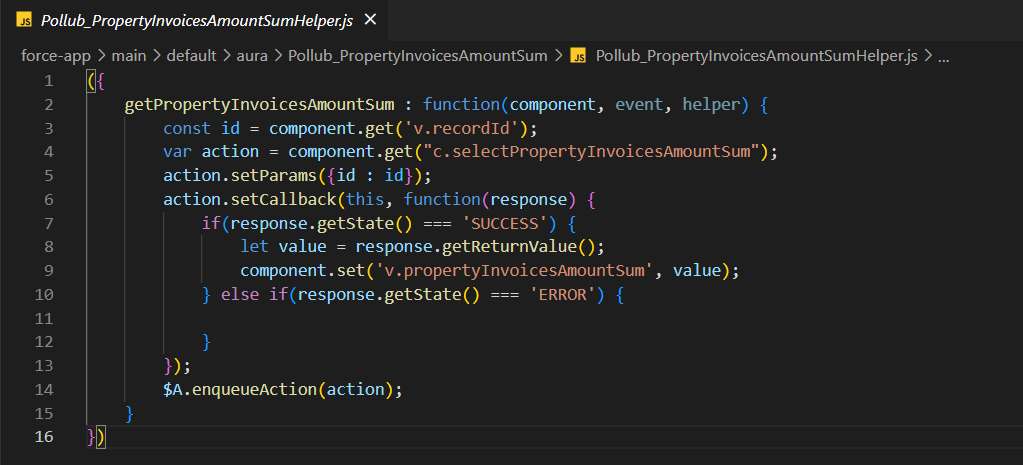 JS Pollub_PropertyInvoicesAmountSumHelper.js ×
force-app > main > default > aura > Pollub_PropertyInvoicesAmountSum > JS Pollub_PropertyInvoicesAmountSumHelper.js > ...
1 ({
2 getPropertyInvoicesAmountSum : function(component, event, helper) {
3 const id = component.get('v.recordId');
4 var action = component.get("c.selectPropertyInvoicesAmountSum");
5 action.setParams({id : id});
6 action.setCallback(this, function(response) {
7 if(response.getState() === 'SUCCESS') {
8 let value = response.getReturnValue();
9 component.set('v.propertyInvoicesAmountSum', value);
10 } else if(response.getState() === 'ERROR') {
11
12 }
13 });
14 $A.enqueueAction(action);
15 }
16 })